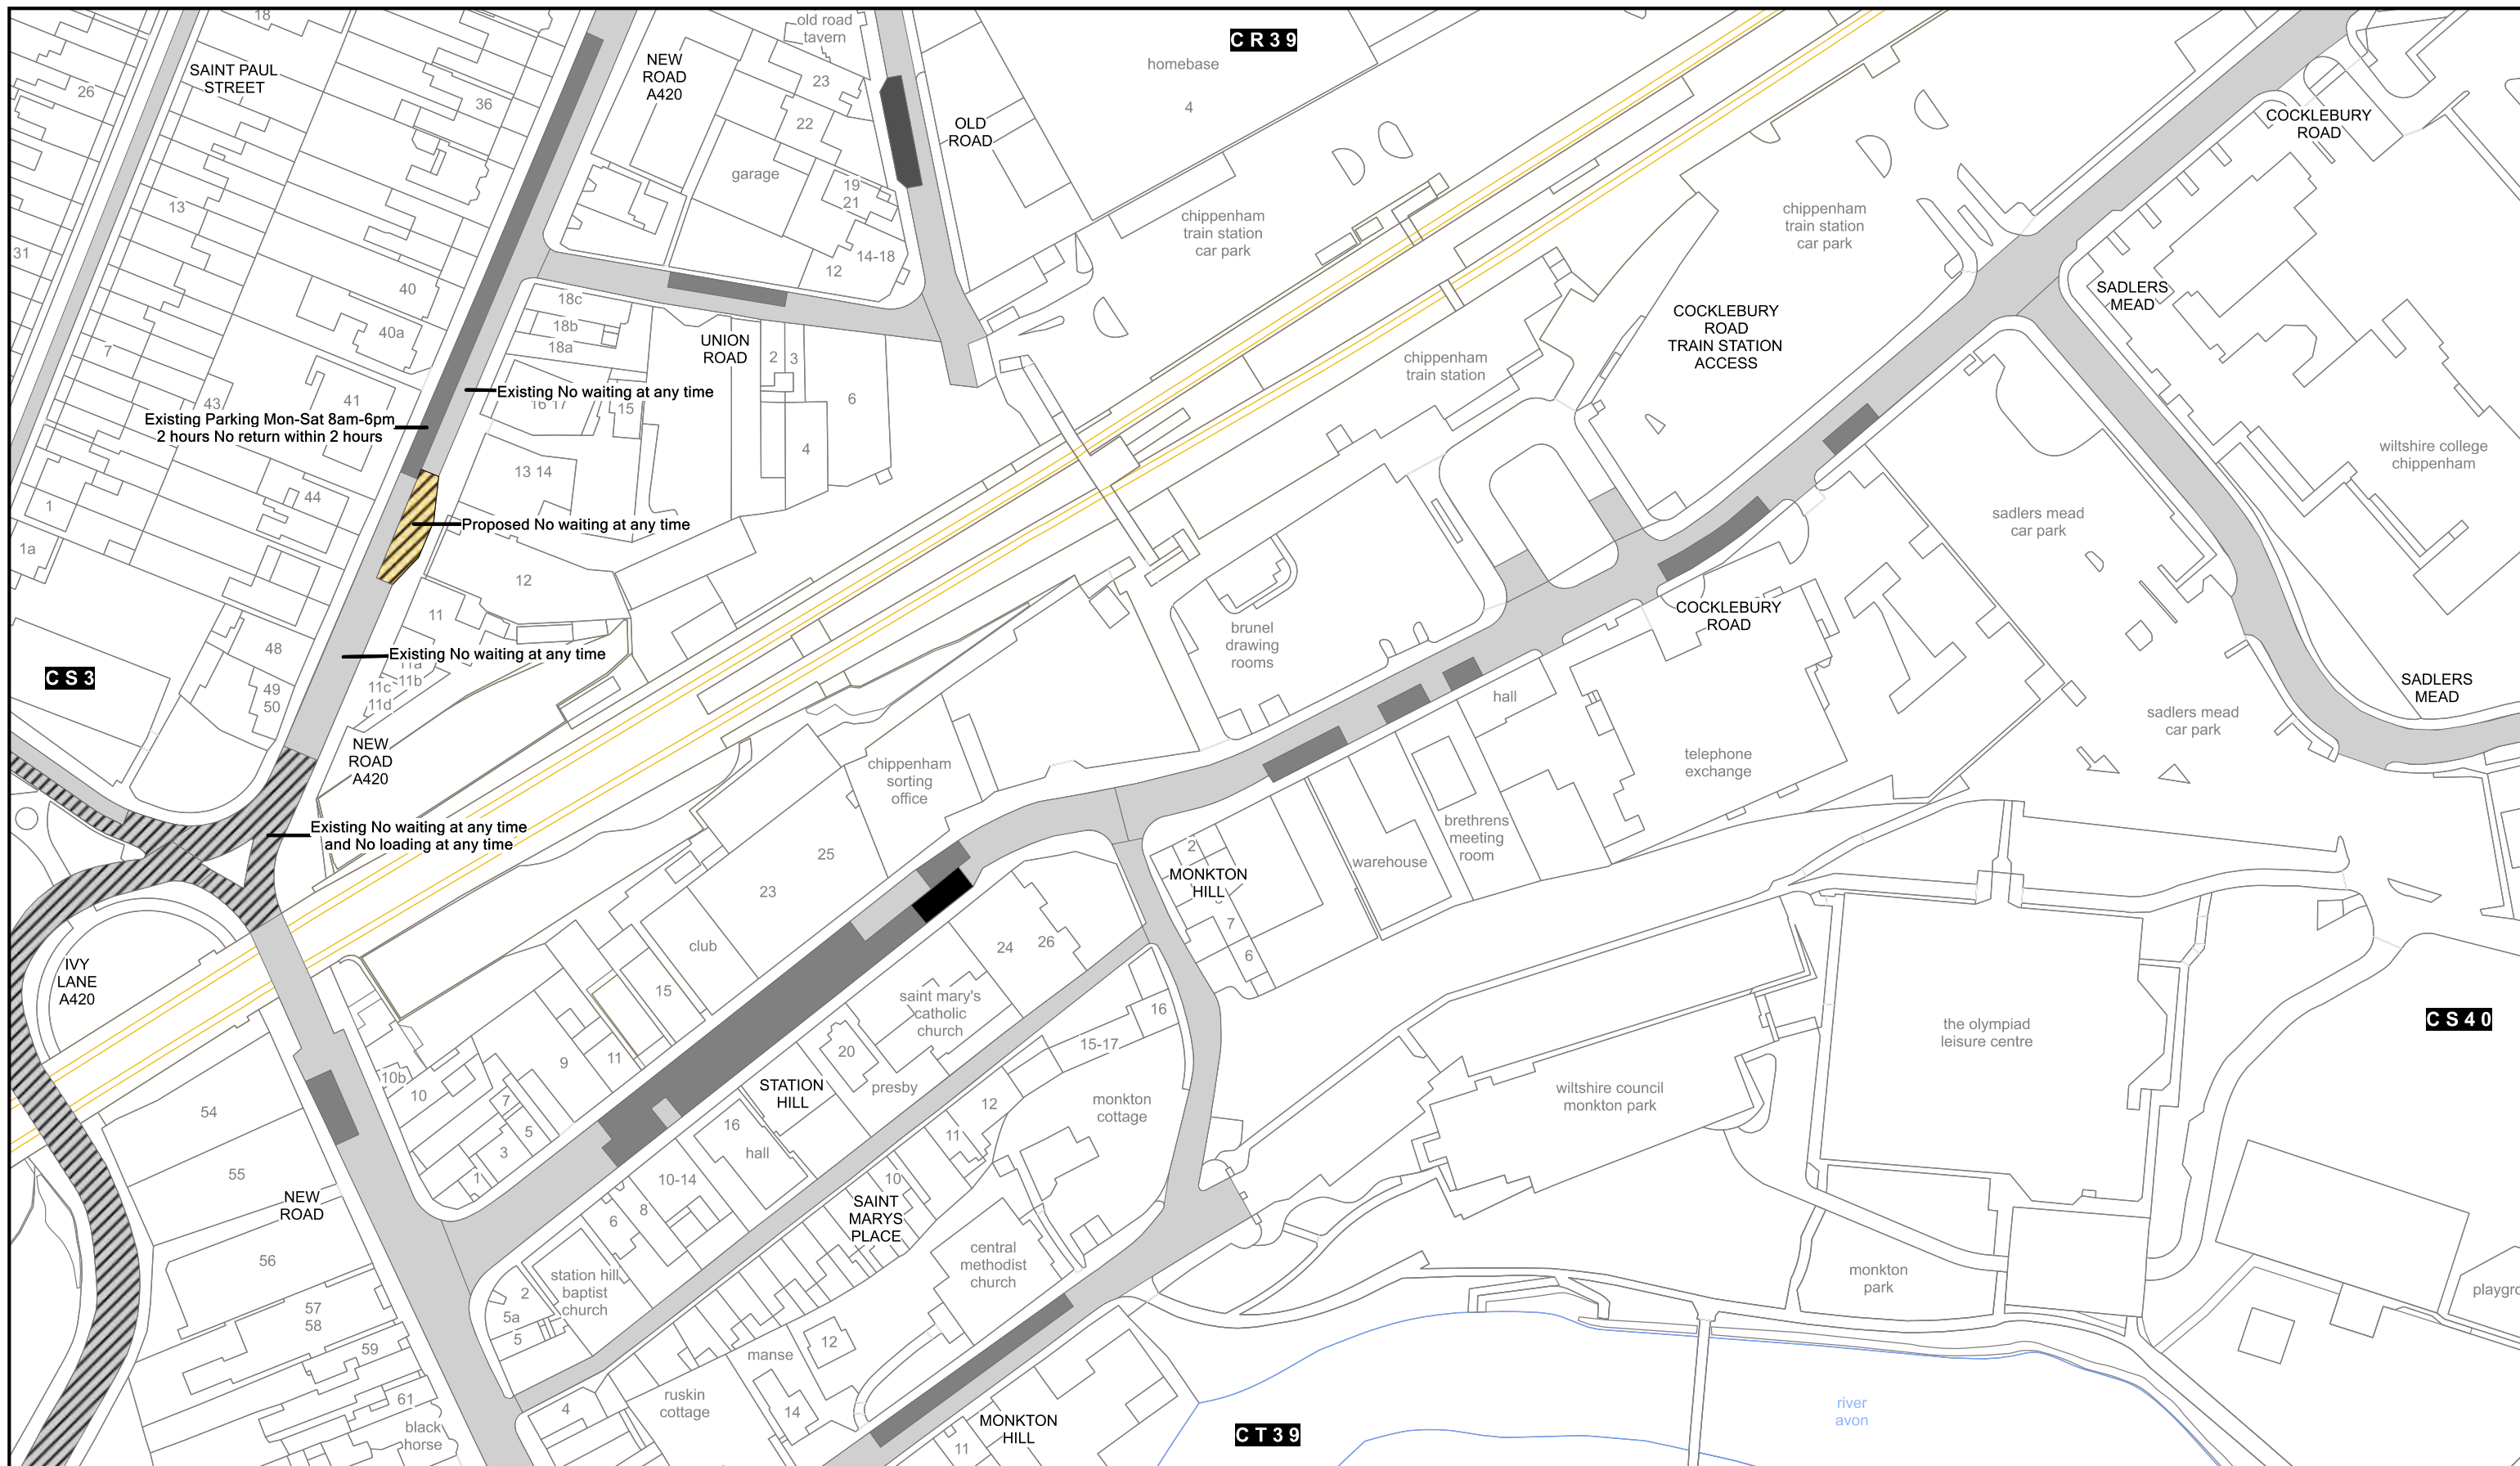 18
old road
tavern
CR39
SAINT PAUL
STREET
26
36
NEW
ROAD
A420
23
22
OLD
ROAD
homebase
4
COCKLEBURY
ROAD
garage
19
21
13
31
14-18
12
chippenham
train station
car park
chippenham
train station
car park
40
18c
18b
18a
40a
7
UNION
ROAD
2
3
SADLERS
MEAD
COCKLEBURY
ROAD
TRAIN STATION
ACCESS
chippenham
train station
Existing No waiting at any time
16 17
15
6
43
41
Existing Parking Mon-Sat 8am-6pm
2 hours No return within 2 hours
4
wiltshire college
chippenham
13 14
44
1
Proposed No waiting at any time
sadlers mead
car park
1a
12
11
COCKLEBURY
ROAD
brunel
drawing
rooms
48
Existing No waiting at any time
11a
11b
11c
11d
CS3
49
50
hall
SADLERS
MEAD
sadlers mead
car park
NEW
ROAD
A420
chippenham
sorting
office
telephone
exchange
Existing No waiting at any time
and No loading at any time
25
23
2
MONKTON
HILL
warehouse
brethrens
meeting
room
7
6
club
24
26
IVY
LANE
A420
15
saint mary's
catholic
church
16
CS40
the olympiad
leisure centre
15-17
9
11
20
10b
10
STATION
HILL
presby
wiltshire council
monkton park
54
7
5
3
1
12
monkton
cottage
16
hall
11
55
NEW
ROAD
10-14
10
SAINT
MARYS
PLACE
8
6
56
central
methodist
church
station hill
baptist
church
2
5a
5
monkton
park
playgro
57
58
59
12
manse
61
4
ruskin
cottage
14
black
horse
MONKTON
HILL
11
CT39
river
avon